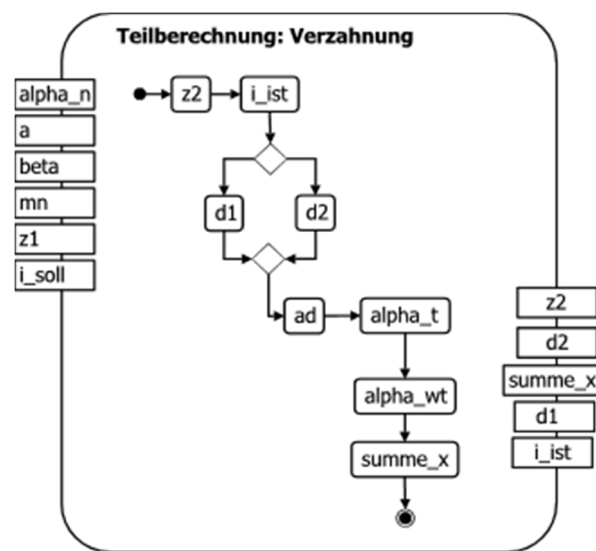 Teilberechnung: Verzahnung
alpha_n
a
beta
mn
z1
i_soll
z2
i_ist
d1
d2
ad
alpha_t
alpha_wt
summe_x
z2
d2
summe_x
d1
i_ist